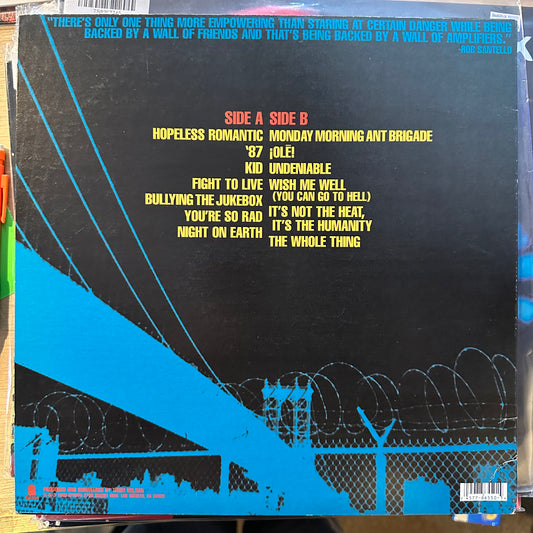 "THERE'S ONLY ONE THING MORE EMPOWERING THAN STARING AT CERTAIN DANGER WHILE BEING
BACKED BY A WALL OF FRIENDS AND THAT'S BEING BACKED BY A WALL OF AMPLIFIERS."
-ROB SANTELLO
SIDE A
HOPELESS ROMANTIC
'87
KID
FIGHT TO LIVE
BULLYING THE JUKEBOX
YOU'RE SO RAD
NIGHT ON EARTH
SIDE B
MONDAY MORNING ANT BRIGADE
¡OLÉ!
UNDENIABLE
WISH ME WELL
(YOU CAN GO TO HELL)
IT'S NOT THE HEAT,
IT'S THE HUMANITY
THE WHOLE THING